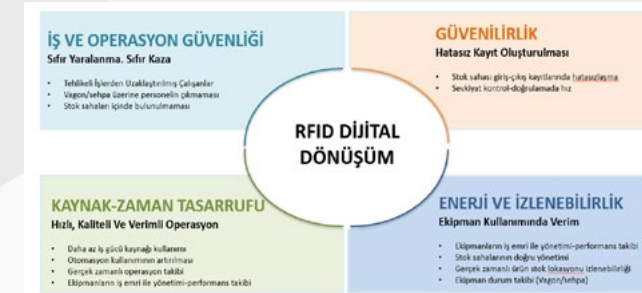 İŞ VE OPERASYON GÜVENLİĞİ
Sıfır Yaralanma. Sıfır Kaza
• Tehlikeli İşlerden Uzaklaştırılmış Çalışanlar
• Vagon/sehpa üzerine personelin çıkmaması
• Stok sahaları içinde bulunulmaması
GÜVENİLİRLİK
Hatasız Kayıt Oluşturulması
• Stok sahası giriş-çıkış kayıtlarında hatasızlaşma
• Sevkiyat kontrol-doğrulamada hız
RFID DİJİTAL
DÖNÜŞÜM
KAYNAK-ZAMAN TASARRUFU
Hızlı, Kaliteli Ve Verimli Operasyon
• Daha az iş gücü kaynağı kullanımı
• Otomasyon kullanımının artırılması
• Gerçek zamanlı operasyon takibi
• Ekipmanların iş emri ile yönetimi-performans takibi
ENERJİ VE İZLENEBİLİRLİK
Ekipman Kullanımında Verim
• Ekipmanların iş emri ile yönetimi-performans takibi
• Stok sahalarının doğru yönetimi
• Gerçek zamanlı ürün stok lokasyonu izlenebilirliği
• Ekipman durum takibi (Vagon/sehpa)